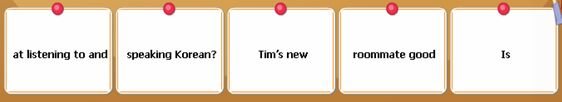 at listening to and
speaking Korean?
Tim's new
roommate good
Is